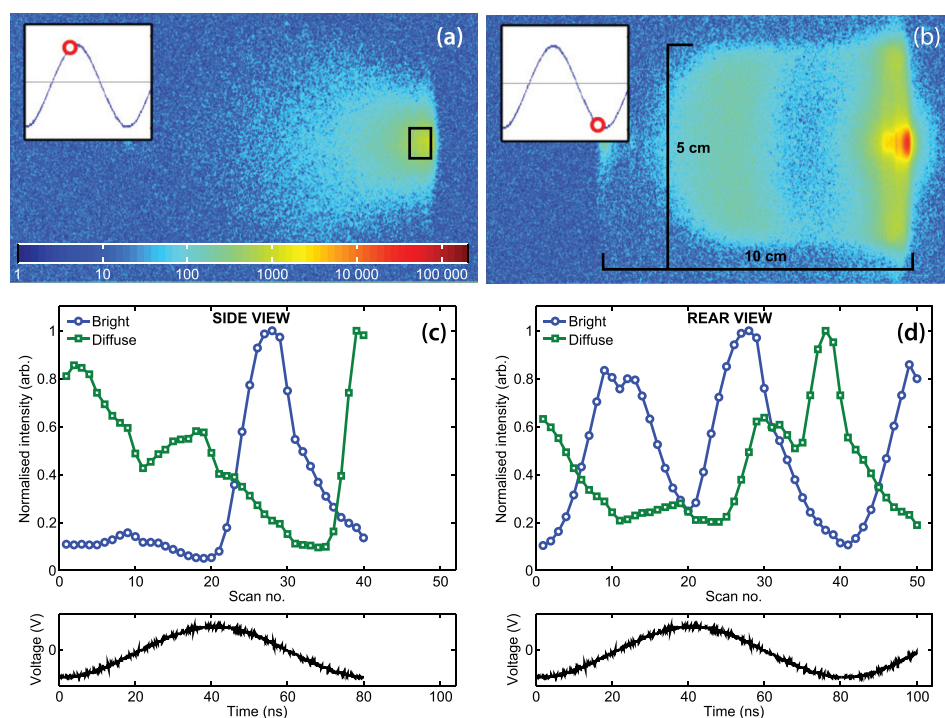 (a)
1 10 100 1000 10 000 100 000
(b)
5 cm
10 cm
SIDE VIEW
(c)
Bright
Diffuse
Normalised intensity (arb.)
1
0.8
0.6
0.4
0.2
0
0 10 20 30 40 50
Scan no.
REAR VIEW
(d)
Bright
Diffuse
Normalised intensity (arb.)
1
0.8
0.6
0.4
0.2
0
0 10 20 30 40 50
Scan no.
Voltage (V)
0
0 20 40 60 80 100
Time (ns)
Voltage (V)
0
0 20 40 60 80 100
Time (ns)